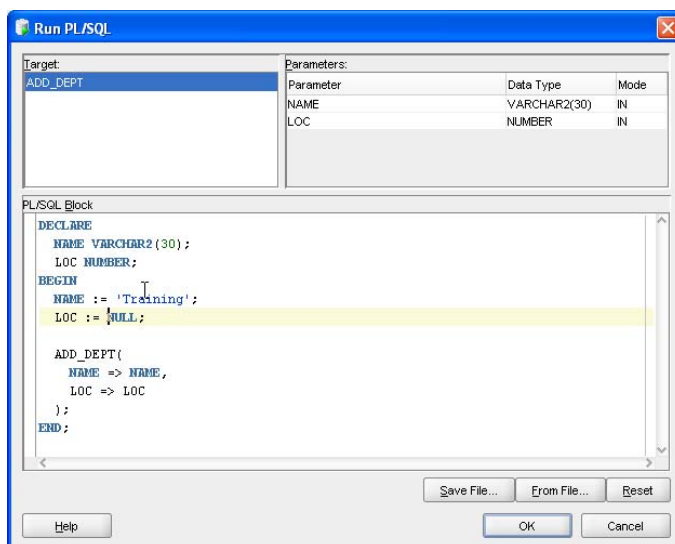 Run PL/SQL
Target:
ADD_DEPT
Parameters:
Parameter Data Type Mode
NAME VARCHAR2(30) IN
LOC NUMBER IN
PL/SQL Block
DECLARE
NAME VARCHAR2(30);
LOC NUMBER;
BEGIN
NAME := 'Training';
LOC := NULL;
ADD_DEPT(
NAME => NAME,
LOC => LOC
);
END;
Save File... From File... Reset
Help OK Cancel